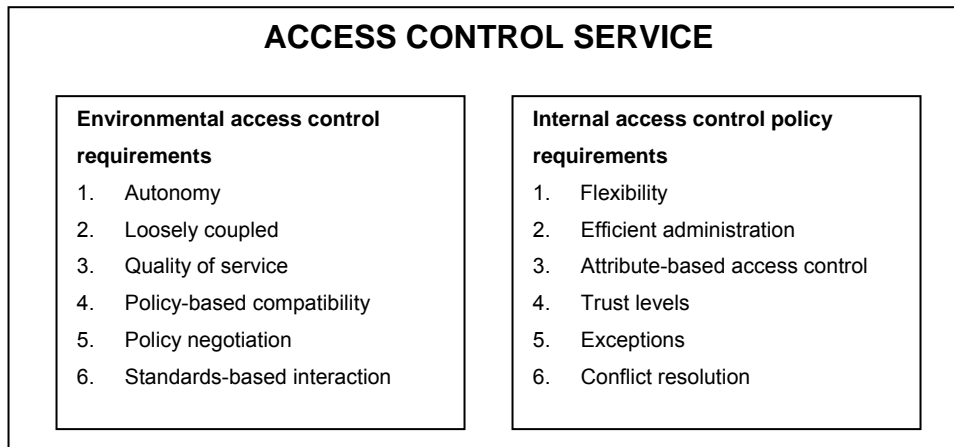 ACCESS CONTROL SERVICE
Environmental access control
requirements
1. Autonomy
2. Loosely coupled
3. Quality of service
4. Policy-based compatibility
5. Policy negotiation
6. Standards-based interaction
Internal access control policy
requirements
1. Flexibility
2. Efficient administration
3. Attribute-based access control
4. Trust levels
5. Exceptions
6. Conflict resolution